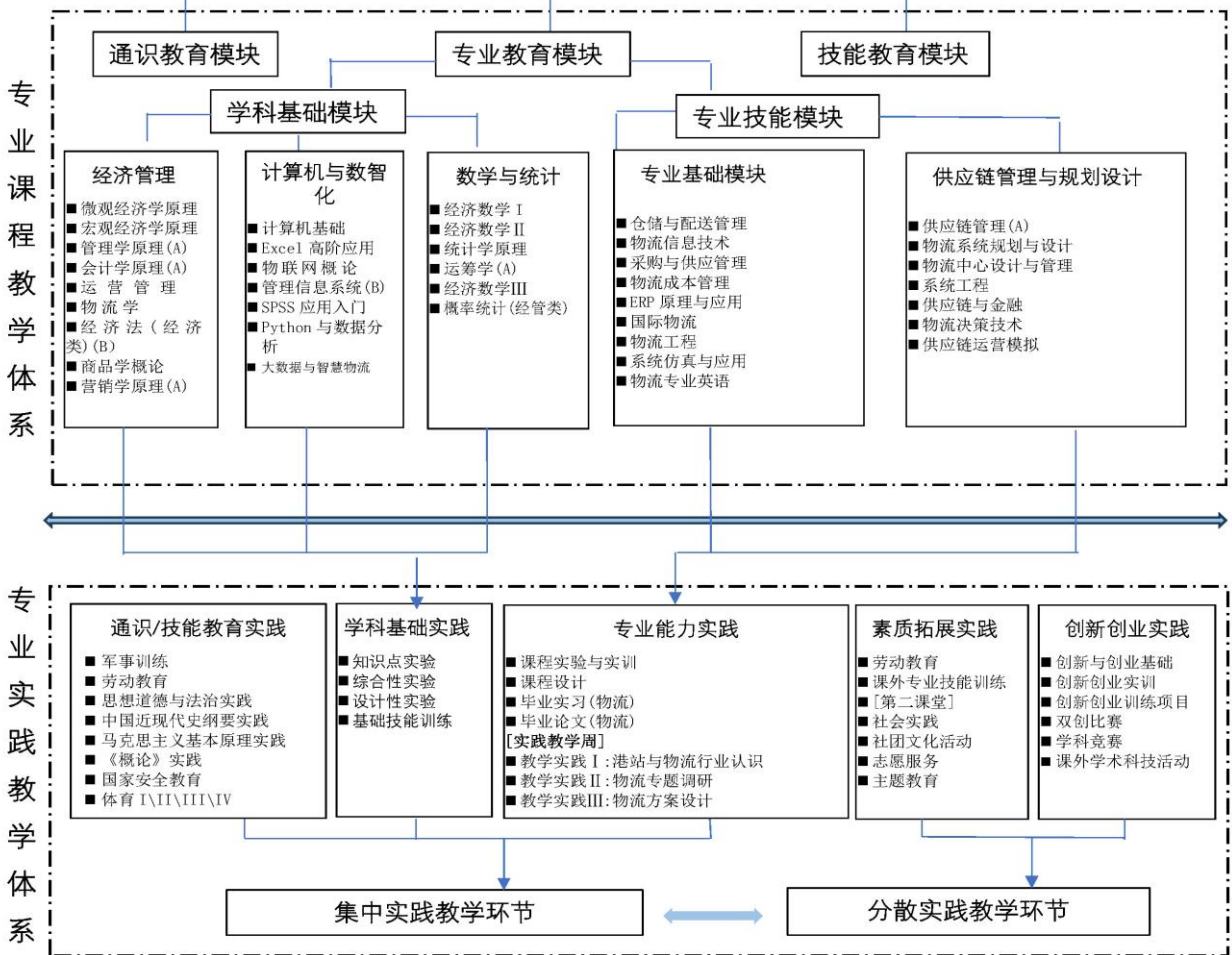 专业课程教学体系
通识教育模块
专业教育模块
技能教育模块
学科基础模块
专业技能模块
经济管理
■ 微观经济学原理
■ 宏观经济学原理
■ 管理学原理(A)
■ 会计学原理(A)
■ 运营管理
■ 物流学
■ 经济法(经济
类)(B)
■ 商品学概论
■ 营销学原理(A)
计算机与数智
化
■ 计算机基础
■ Excel 高阶应用
■ 物联网概论
■ 管理信息系统(B)
■ SPSS 应用入门
■ Python 与数据分
析
■ 大数据与智慧物流
数学与统计
■ 经济数学 I
■ 经济数学Ⅱ
■ 统计学原理
■ 运筹学(A)
■ 经济数学Ⅲ
■ 概率统计(经管类)
专业基础模块
■ 仓储与配送管理
■ 物流信息技术
■ 采购与供应管理
■ 物流成本管理
■ ERP 原理与应用
■ 国际物流
■ 物流工程
■ 系统仿真与应用
■ 物流专业英语
供应链管理与规划设计
■ 供应链管理(A)
■ 物流系统规划与设计
■ 物流中心设计与管理
■ 系统工程
■ 供应链与金融
■ 物流决策技术
■ 供应链运营模拟
专业实践教学体系
通识/技能教育实践
■ 军事训练
■ 劳动教育
■ 思想道德与法治实践
■ 中国近现代史纲要实践
■ 马克思主义基本原理实践
■ 《概论》实践
■ 国家安全教育
■ 体育 I\II\III\IV
学科基础实践
■ 知识点实验
■ 综合性实验
■ 设计性实验
■ 基础技能训练
专业能力实践
■ 课程实验与实训
■ 课程设计
■ 毕业实习(物流)
■ 毕业论文(物流)
[实践教学周]
■ 教学实践Ⅰ:港站与物流行业认识
■ 教学实践Ⅱ:物流专题调研
■ 教学实践Ⅲ:物流方案设计
素质拓展实践
■ 劳动教育
■ 课外专业技能训练
■ [第二课堂]
■ 社会实践
■ 社团文化活动
■ 志愿服务
■ 主题教育
创新创业实践
■ 创新与创业基础
■ 创新创业实训
■ 创新创业训练项目
■ 双创比赛
■ 学科竞赛
■ 课外学术科技活动
集中实践教学环节
分散实践教学环节